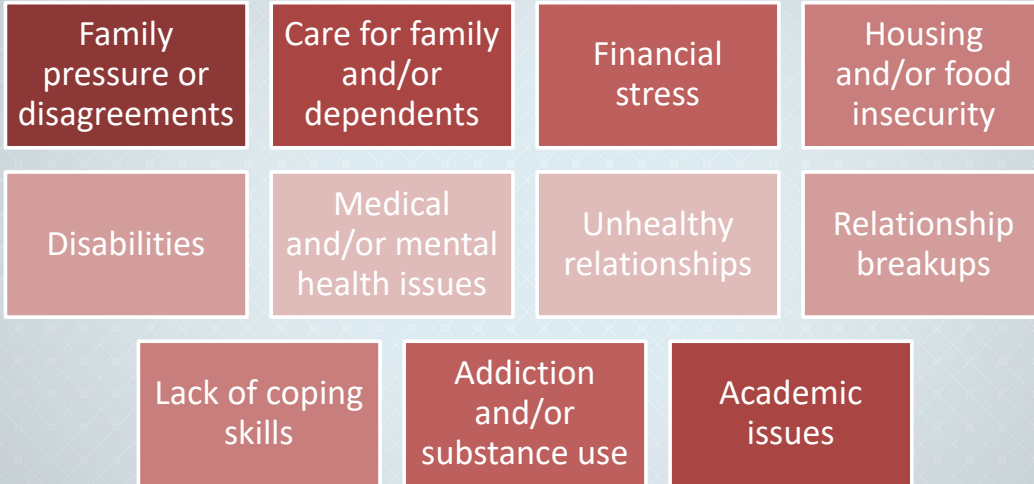 Family
pressure or
disagreements
Care for family
and/or
dependents
Financial
stress
Housing
and/or food
insecurity
Disabilities
Medical
and/or mental
health issues
Unhealthy
relationships
Relationship
breakups
Lack of coping
skills
Addiction
and/or
substance use
Academic
issues